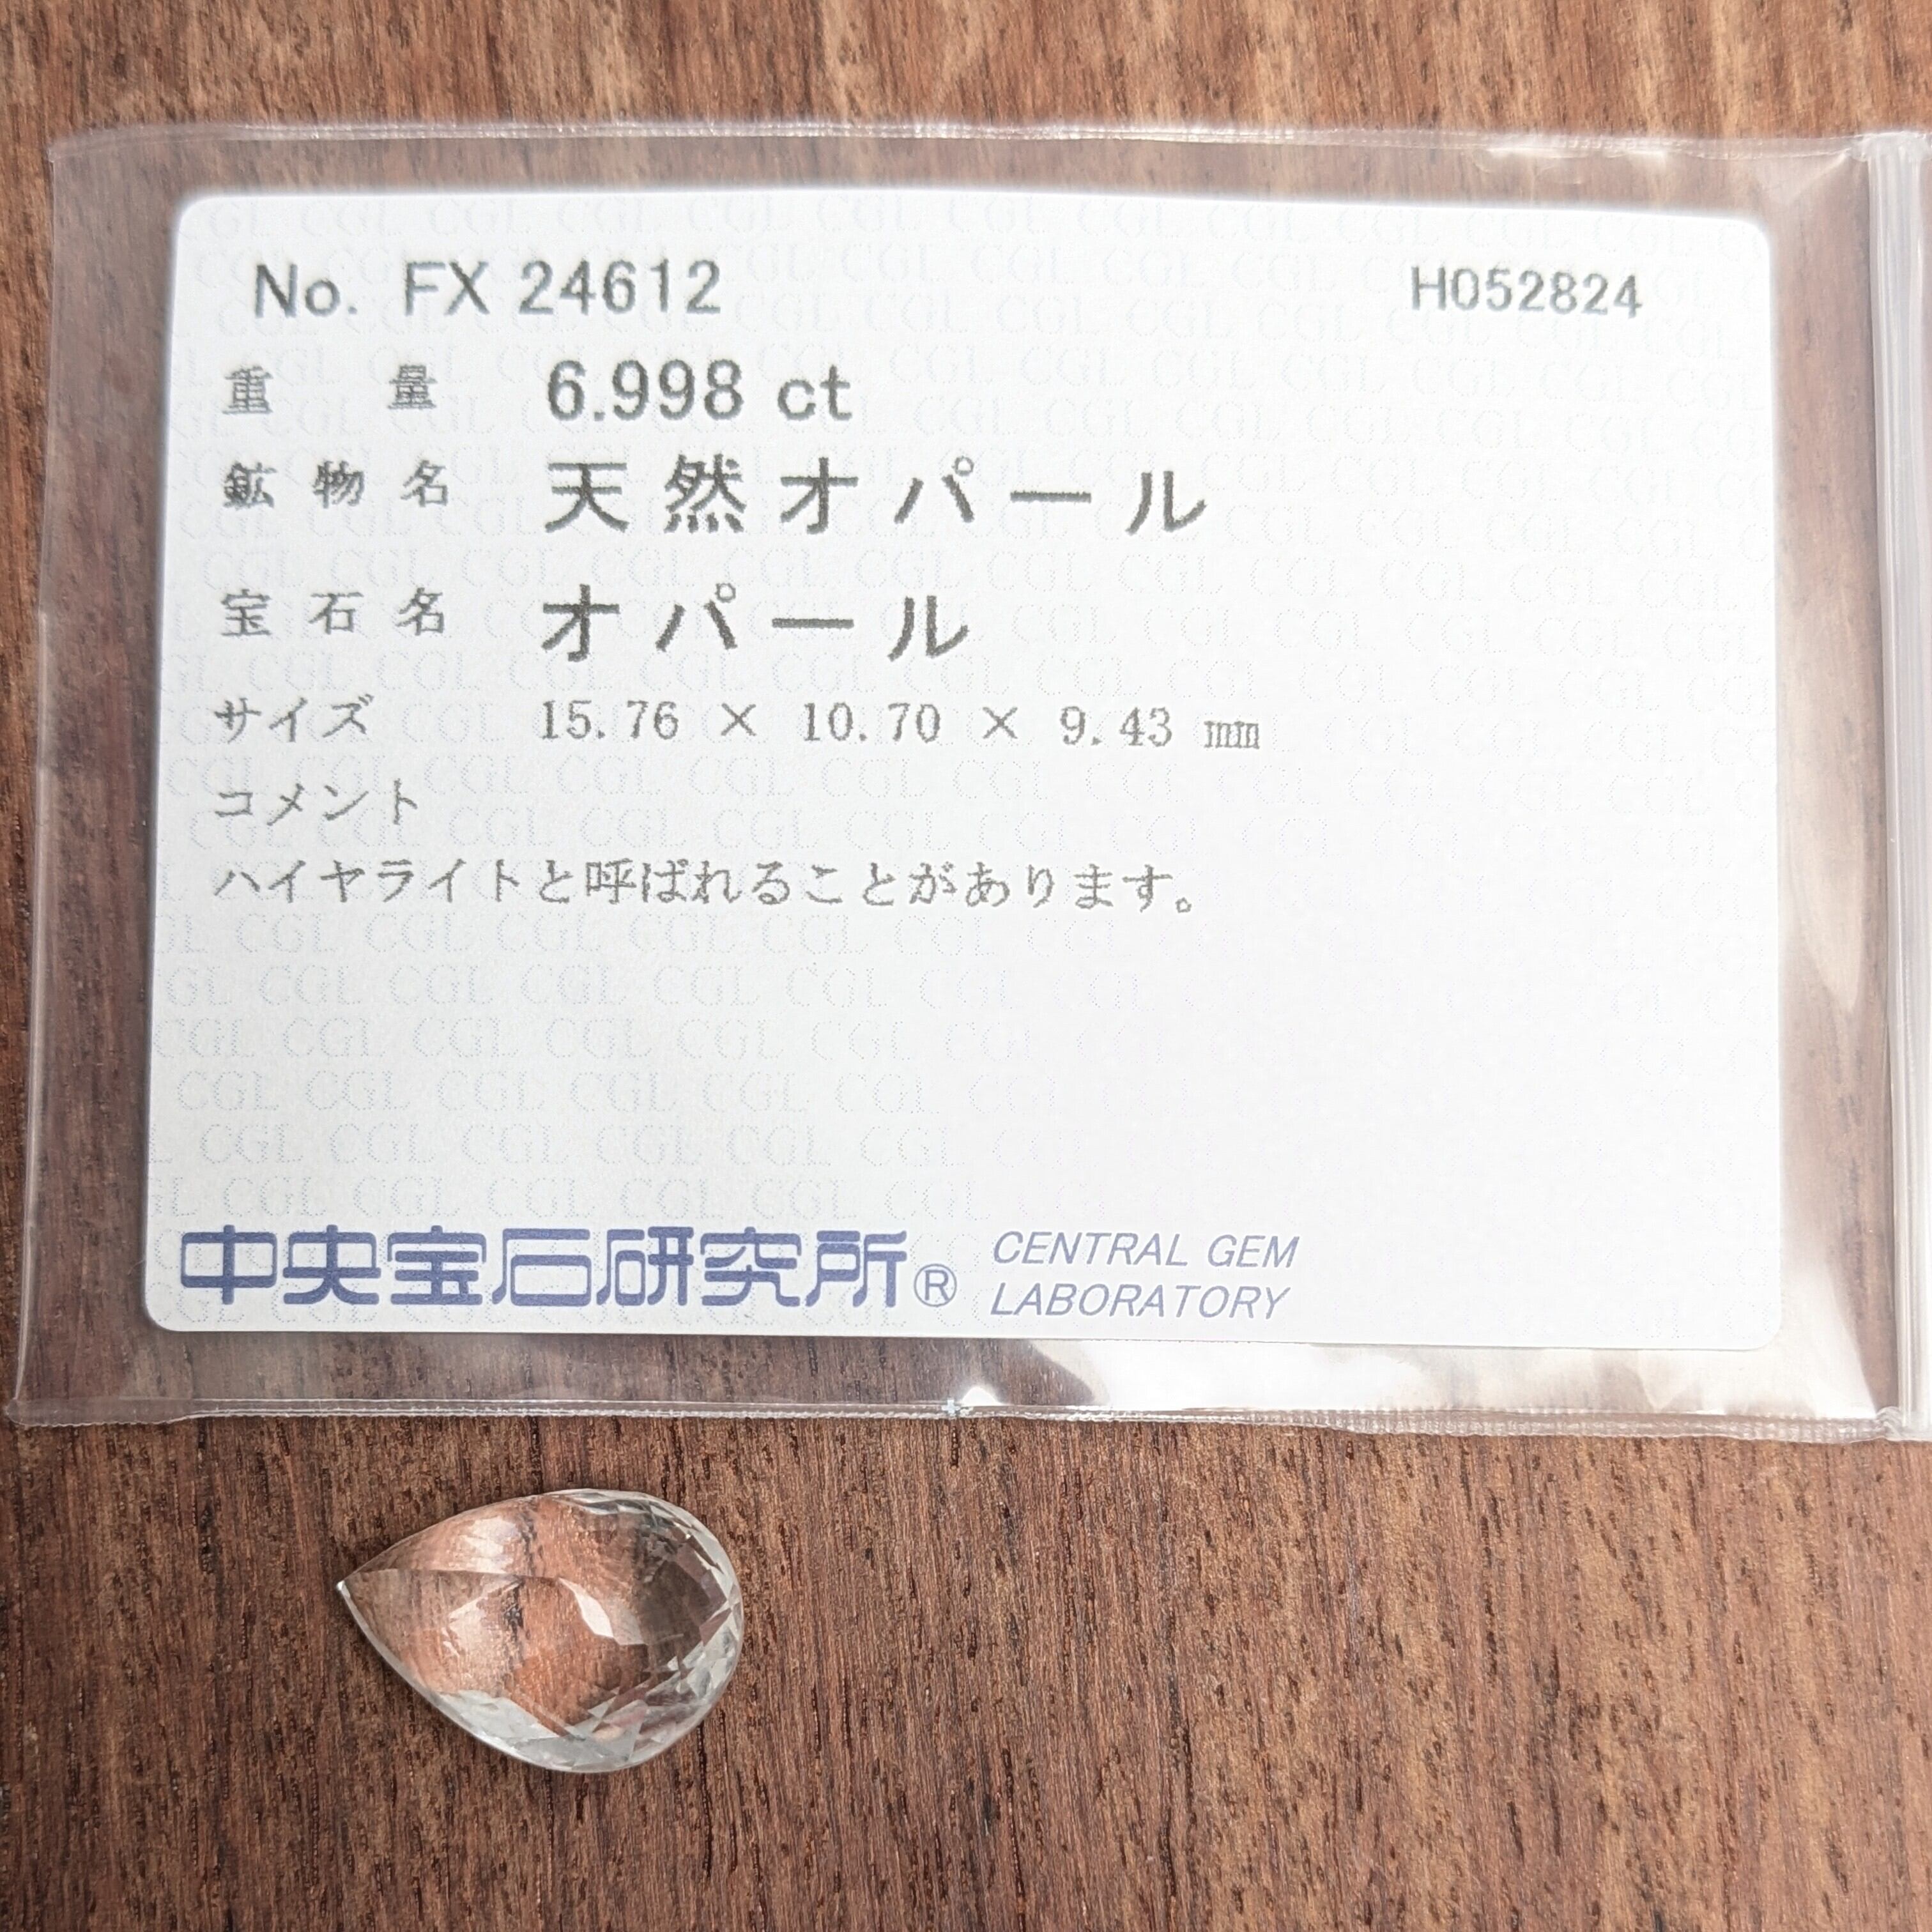 No. FX 24612 H052824
重量 6.998 ct
鉱物名 天然オパール
宝石名 オパール
サイズ 15.76 × 10.70 × 9.43 mm
コメント
ハイヤライトと呼ばれることがあります。
中央宝石研究所® CENTRAL GEM
LABORATORY